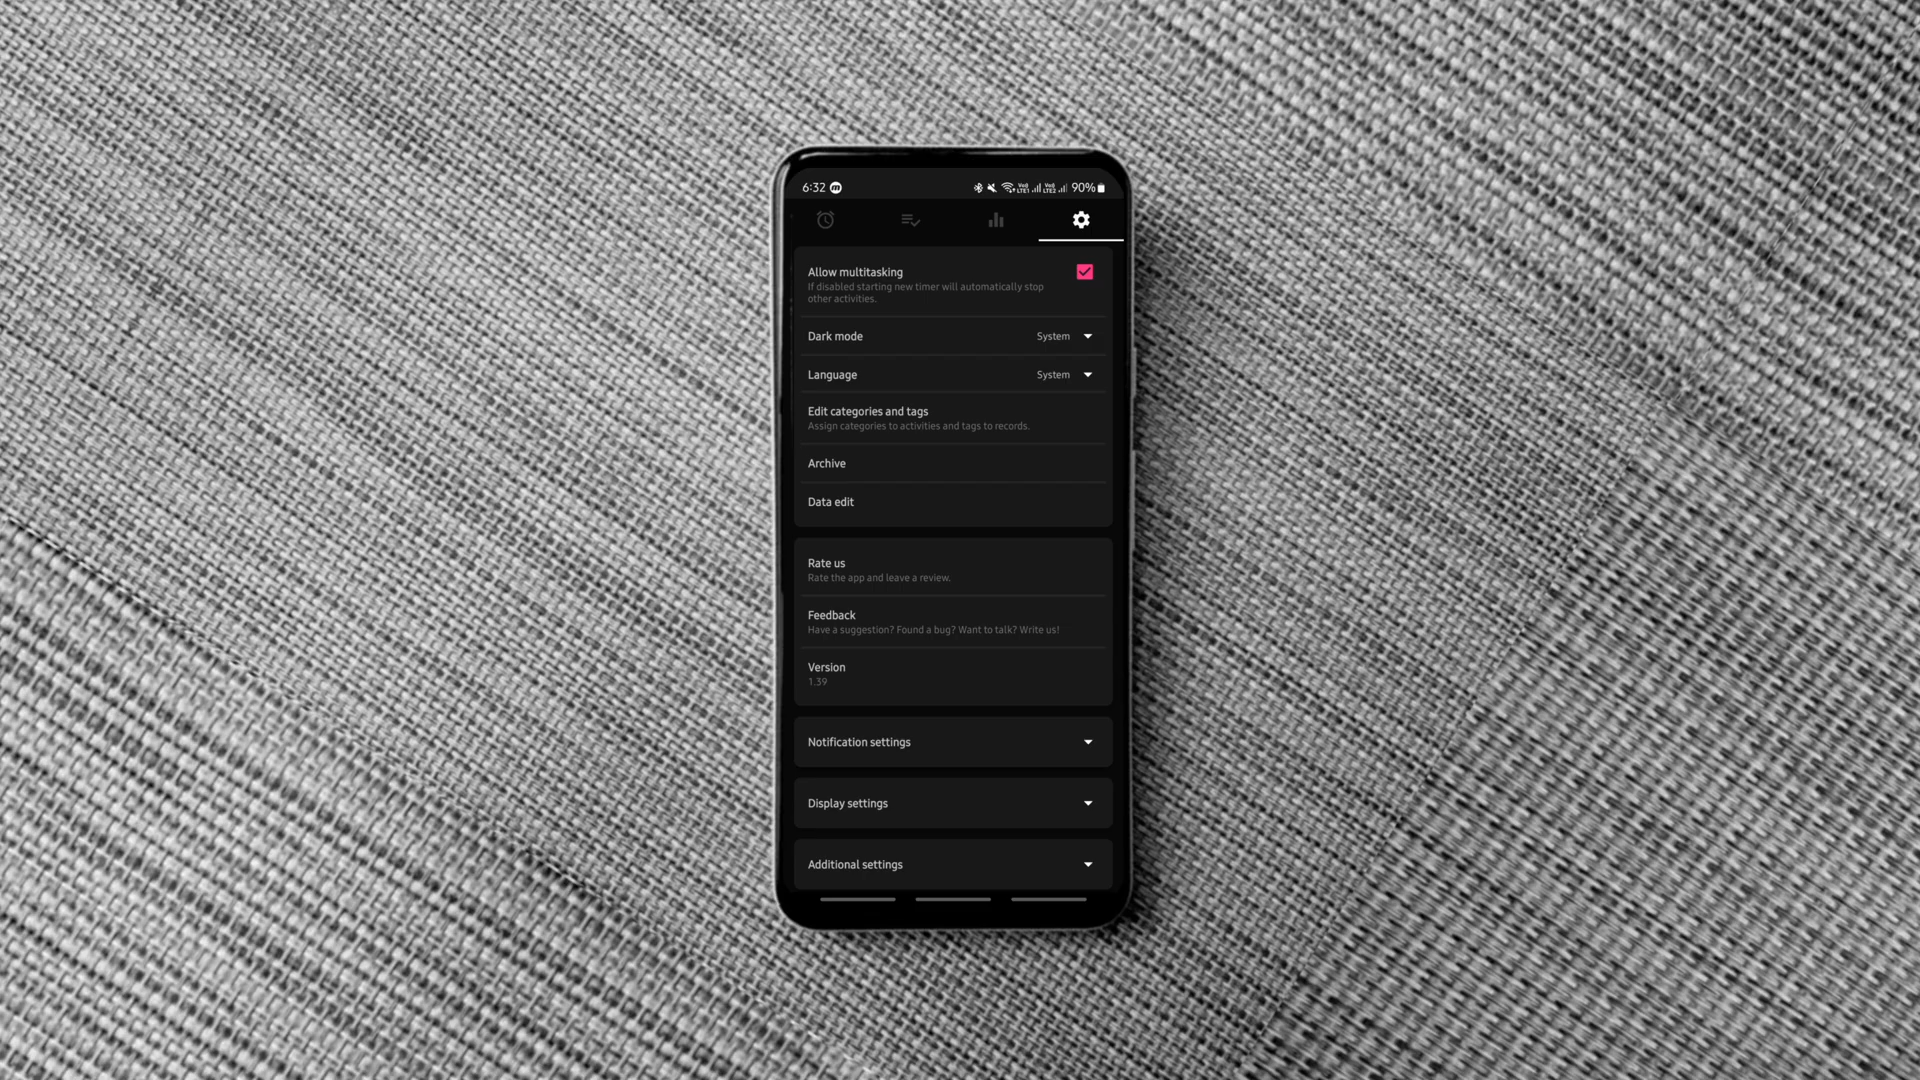 6:32 90%
Allow multitasking
If disabled starting new timer will automatically stop
other activities.
Dark mode System
Language System
Edit categories and tags
Assign categories to activities and tags to records.
Archive
Data edit
Rate us
Rate the app and leave a review.
Feedback
Have a suggestion? Found a bug? Want to talk? Write us!
Version
1.39
Notification settings
Display settings
Additional settings